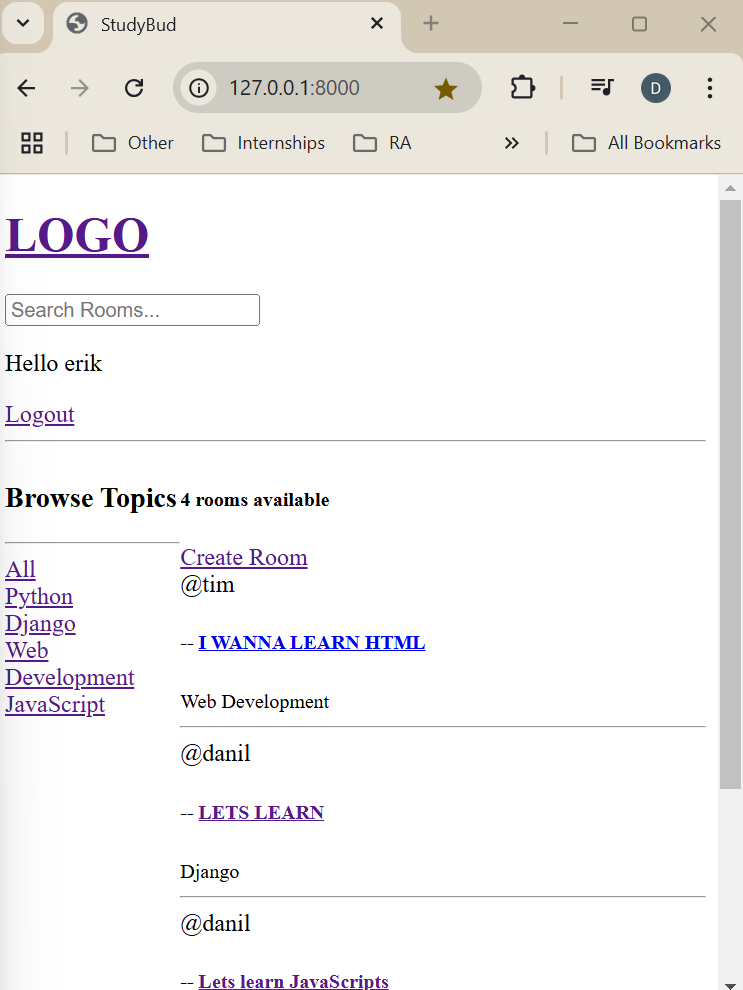 StudyBud
127.0.0.1:8000
D
Other
Internships
RA
All Bookmarks
LOGO
Search Rooms...
Hello erik
Logout
Browse Topics
All
Python
Django
Web
Development
JavaScript
4 rooms available
Create Room
@tim
-- I WANNA LEARN HTML
Web Development
@danil
-- LETS LEARN
Django
@danil
-- Lets learn JavaScripts